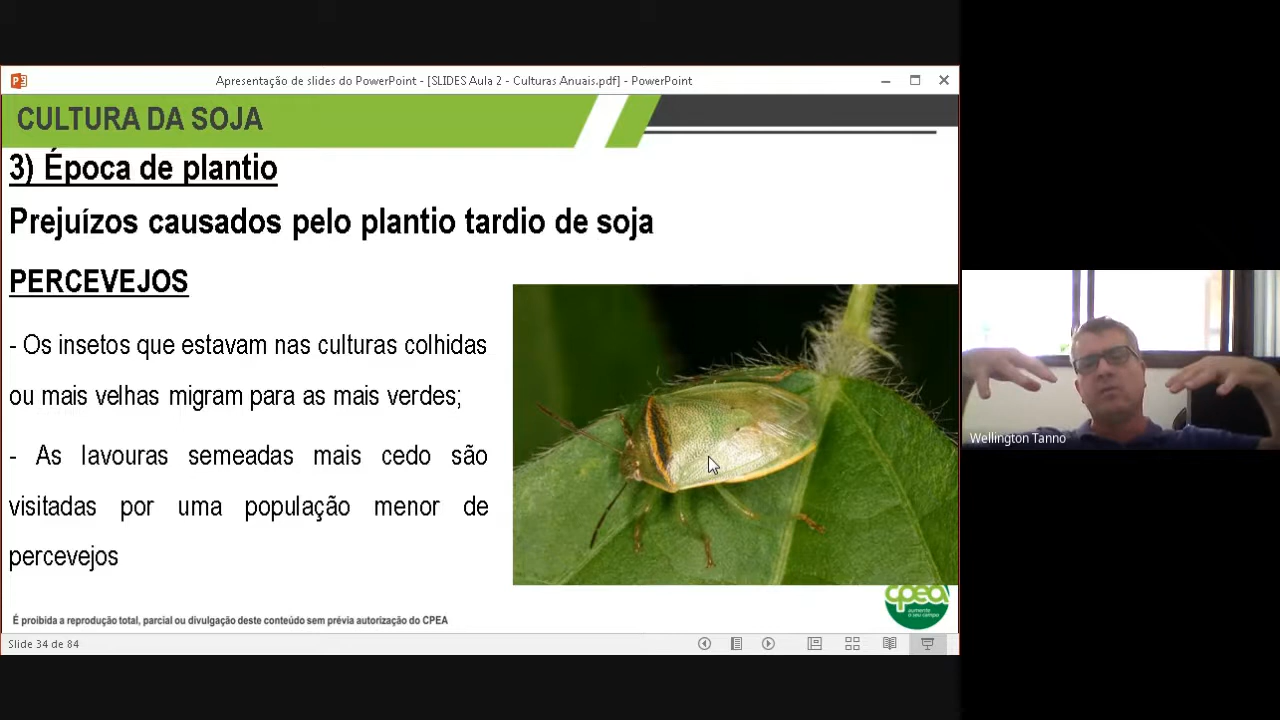 Apresentação de slides do PowerPoint - [SLIDES Aula 2 - Culturas Anuais.pdf] - PowerPoint
CULTURA DA SOJA
3) Época de plantio
Prejuízos causados pelo plantio tardio de soja
PERCEVEJOS
- Os insetos que estavam nas culturas colhidas
ou mais velhas migram para as mais verdes;
- As lavouras semeadas mais cedo são
visitadas por uma população menor de
percevejos
Wellington Tanno
cpea
aumente
o seu campo
É proibida a reprodução total, parcial ou divulgação deste conteúdo sem prévia autorização do CPEA
Slide 34 de 84